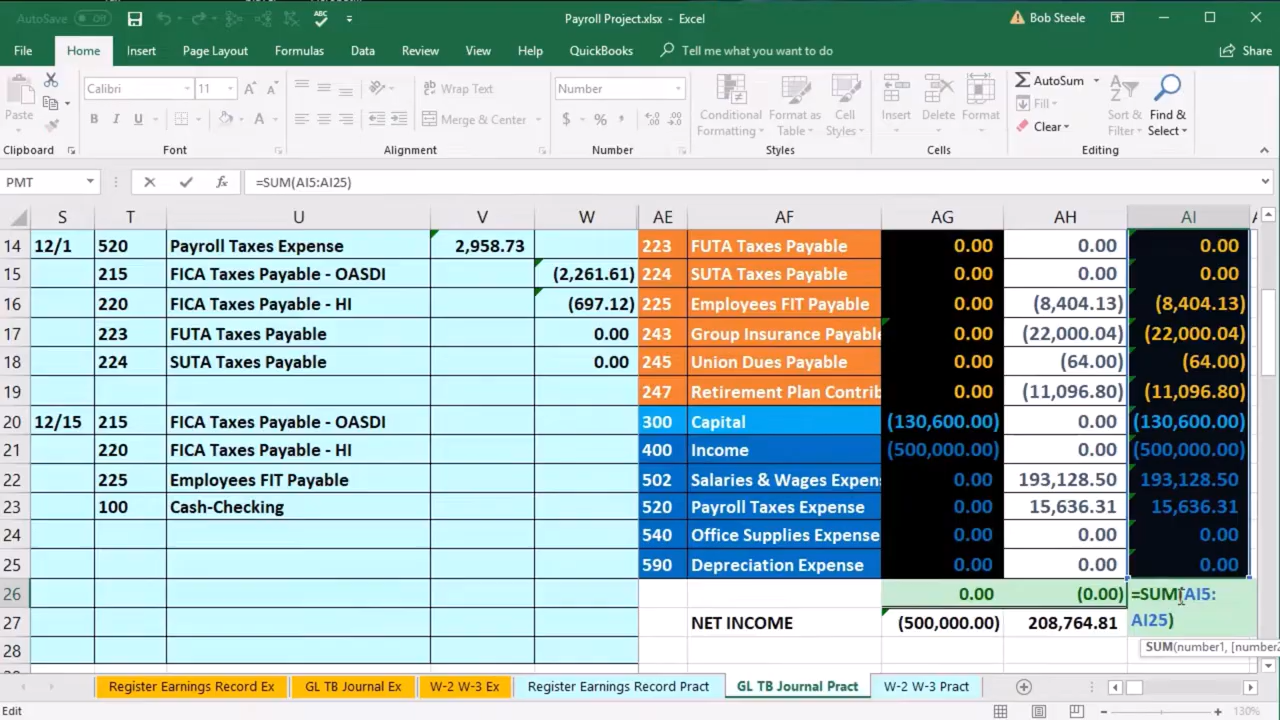 AutoSave Off Payroll Project.xlsx - Excel Bob Steele
File Home Insert Page Layout Formulas Data Review View Help QuickBooks Tell me what you want to do Share
Calibri 11 Wrap Text Number AutoSum
Paste B I U Merge & Center $ % Conditional Formatting Format as Table Cell Styles Insert Delete Format Fill Clear Sort & Filter Find & Select
Clipboard Font Alignment Number Styles Cells Editing
PMT fx =SUM(AI5:AI25)
S T U V W AE AF AG AH AI
14 12/1 520 Payroll Taxes Expense 2,958.73 223 FUTA Taxes Payable 0.00 0.00 0.00
15 215 FICA Taxes Payable - OASDI (2,261.61) 224 SUTA Taxes Payable 0.00 0.00 0.00
16 220 FICA Taxes Payable - HI (697.12) 225 Employees FIT Payable 0.00 (8,404.13) (8,404.13)
17 223 FUTA Taxes Payable 0.00 243 Group Insurance Payable 0.00 (22,000.04) (22,000.04)
18 224 SUTA Taxes Payable 0.00 245 Union Dues Payable 0.00 (64.00) (64.00)
19 247 Retirement Plan Contrib 0.00 (11,096.80) (11,096.80)
20 12/15 215 FICA Taxes Payable - OASDI 300 Capital (130,600.00) 0.00 (130,600.00)
21 220 FICA Taxes Payable - HI 400 Income (500,000.00) 0.00 (500,000.00)
22 225 Employees FIT Payable 502 Salaries & Wages Expens 0.00 193,128.50 193,128.50
23 100 Cash-Checking 520 Payroll Taxes Expense 0.00 15,636.31 15,636.31
24 540 Office Supplies Expense 0.00 0.00 0.00
25 590 Depreciation Expense 0.00 0.00 0.00
26 0.00 (0.00) =SUM(AI5:
AI25)
27 NET INCOME (500,000.00) 208,764.81
28 SUM(number1, [number2
Register Earnings Record Ex GL TB Journal Ex W-2 W-3 Ex Register Earnings Record Pract GL TB Journal Pract W-2 W-3 Pract
Edit 130%